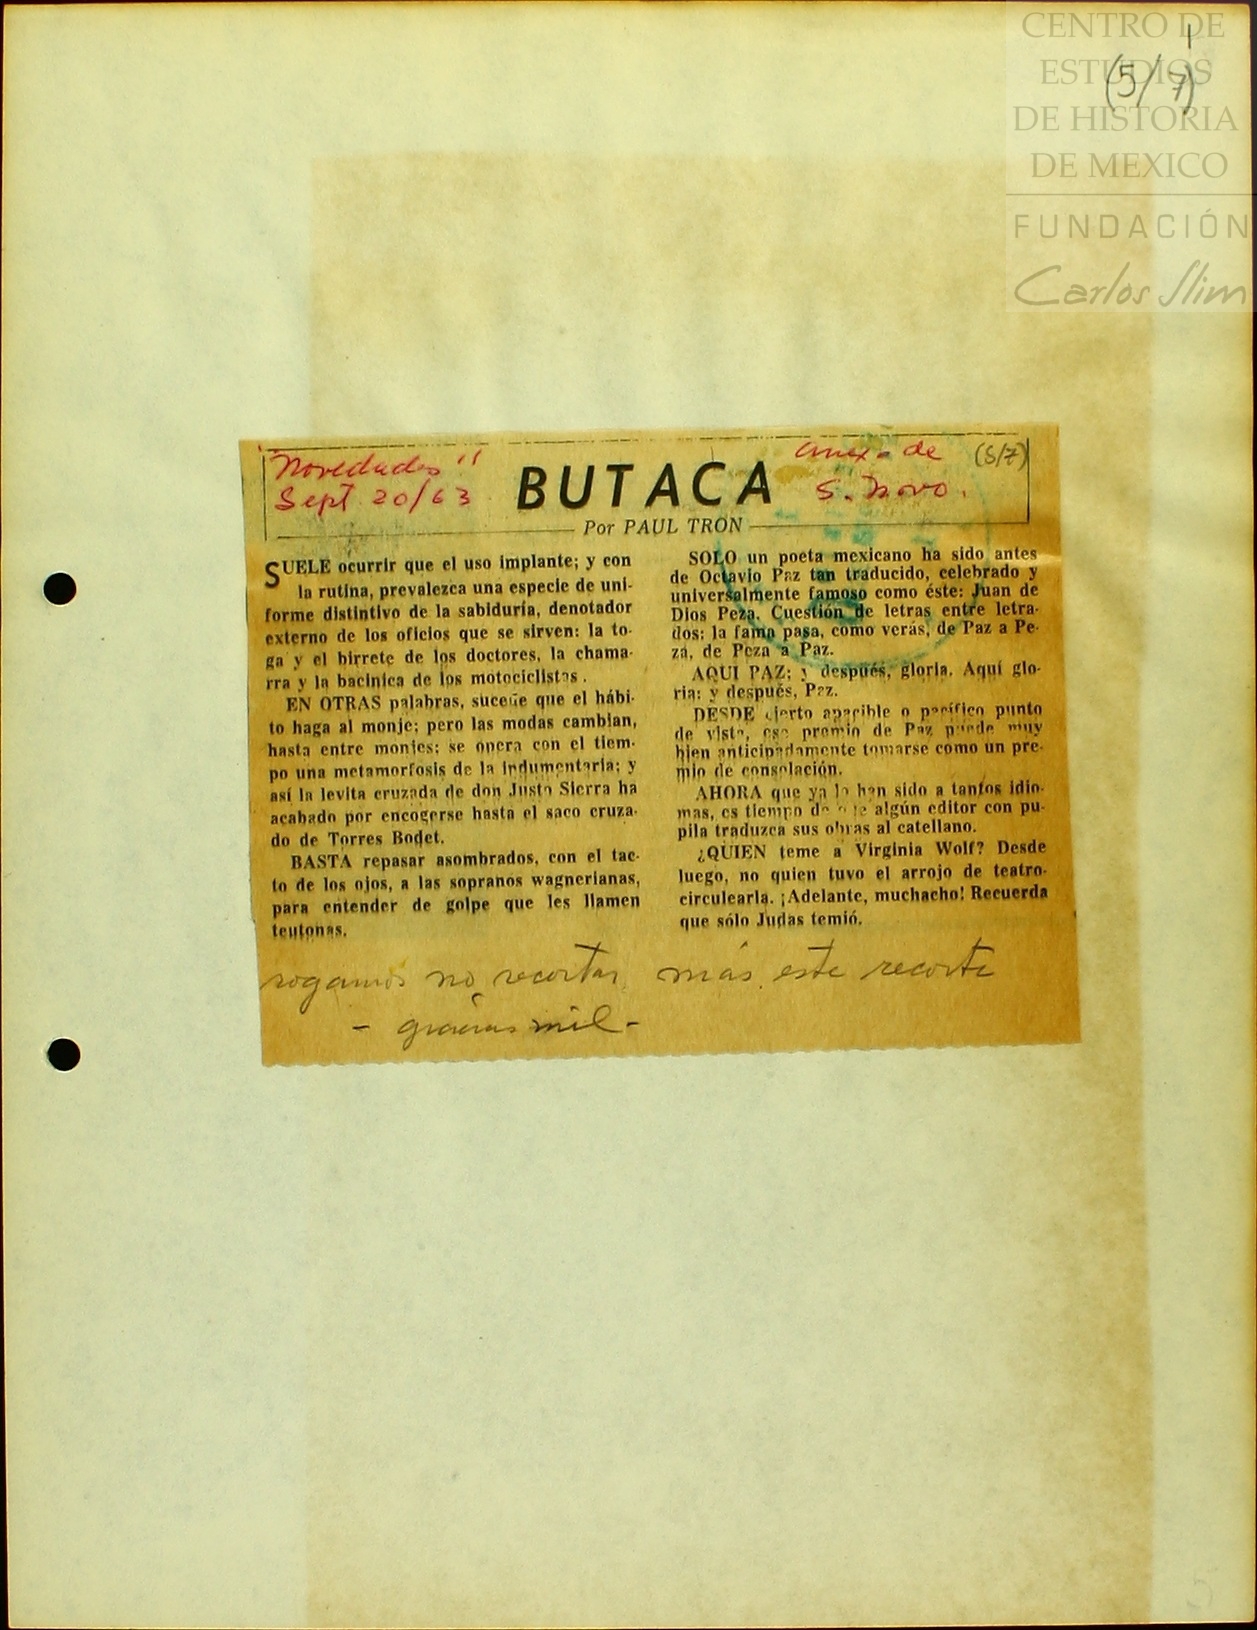 CENTRO DE
ESTUDIOS
DE HISTORIA
DE MEXICO
FUNDACIÓN
Carlos Slim
(5/7)
"Novedades"
Sept 20/63
BUTACA
anexo de
S. Novo.
(5/7)
Por PAUL TRON
SUELE ocurrir que el uso implante; y con
la rutina, prevalezca una especie de uni-
forme distintivo de la sabiduría, denotador
externo de los oficios que se sirven: la to-
ga y el birrete de los doctores, la chama-
rra y la bacinica de los motociclistas.
EN OTRAS palabras, sucede que el hábi-
to haga al monje; pero las modas cambian,
hasta entre monjes; se opera con el tiem-
po una metamorfosis de la indumentaria; y
así la levita cruzada de don Justo Sierra ha
acabado por encogerse hasta el saco cruza-
do de Torres Bodet.
BASTA repasar asombrados, con el tac-
to de los ojos, a las sopranos wagnerianas,
para entender de golpe que les llamen
teutonas.
SOLO un poeta mexicano ha sido antes
de Octavio Paz tan traducido, celebrado y
universalmente famoso como éste: Juan de
Dios Peza. Cuestión de letras entre letra-
dos: la fama pasa, como verás, de Paz a Pe-
za, de Peza a Paz.
AQUI PAZ; y después, gloria. Aquí glo-
ria: y después, Paz.
DESDE cierto apacible o pacífico punto
de vista, ese premio de Paz puede muy
bien anticipadamente tomarse como un pre-
mio de consolación.
AHORA que ya lo han sido a tantos idio-
mas, es tiempo de que algún editor con pu-
pila traduzca sus obras al catellano.
¿QUIEN teme a Virginia Wolf? Desde
luego, no quien tuvo el arrojo de teatro-
circulearla. ¡Adelante, muchacho! Recuerda
que sólo Judas temió.
rogamos no recortar más este recorte
- gracias mil -